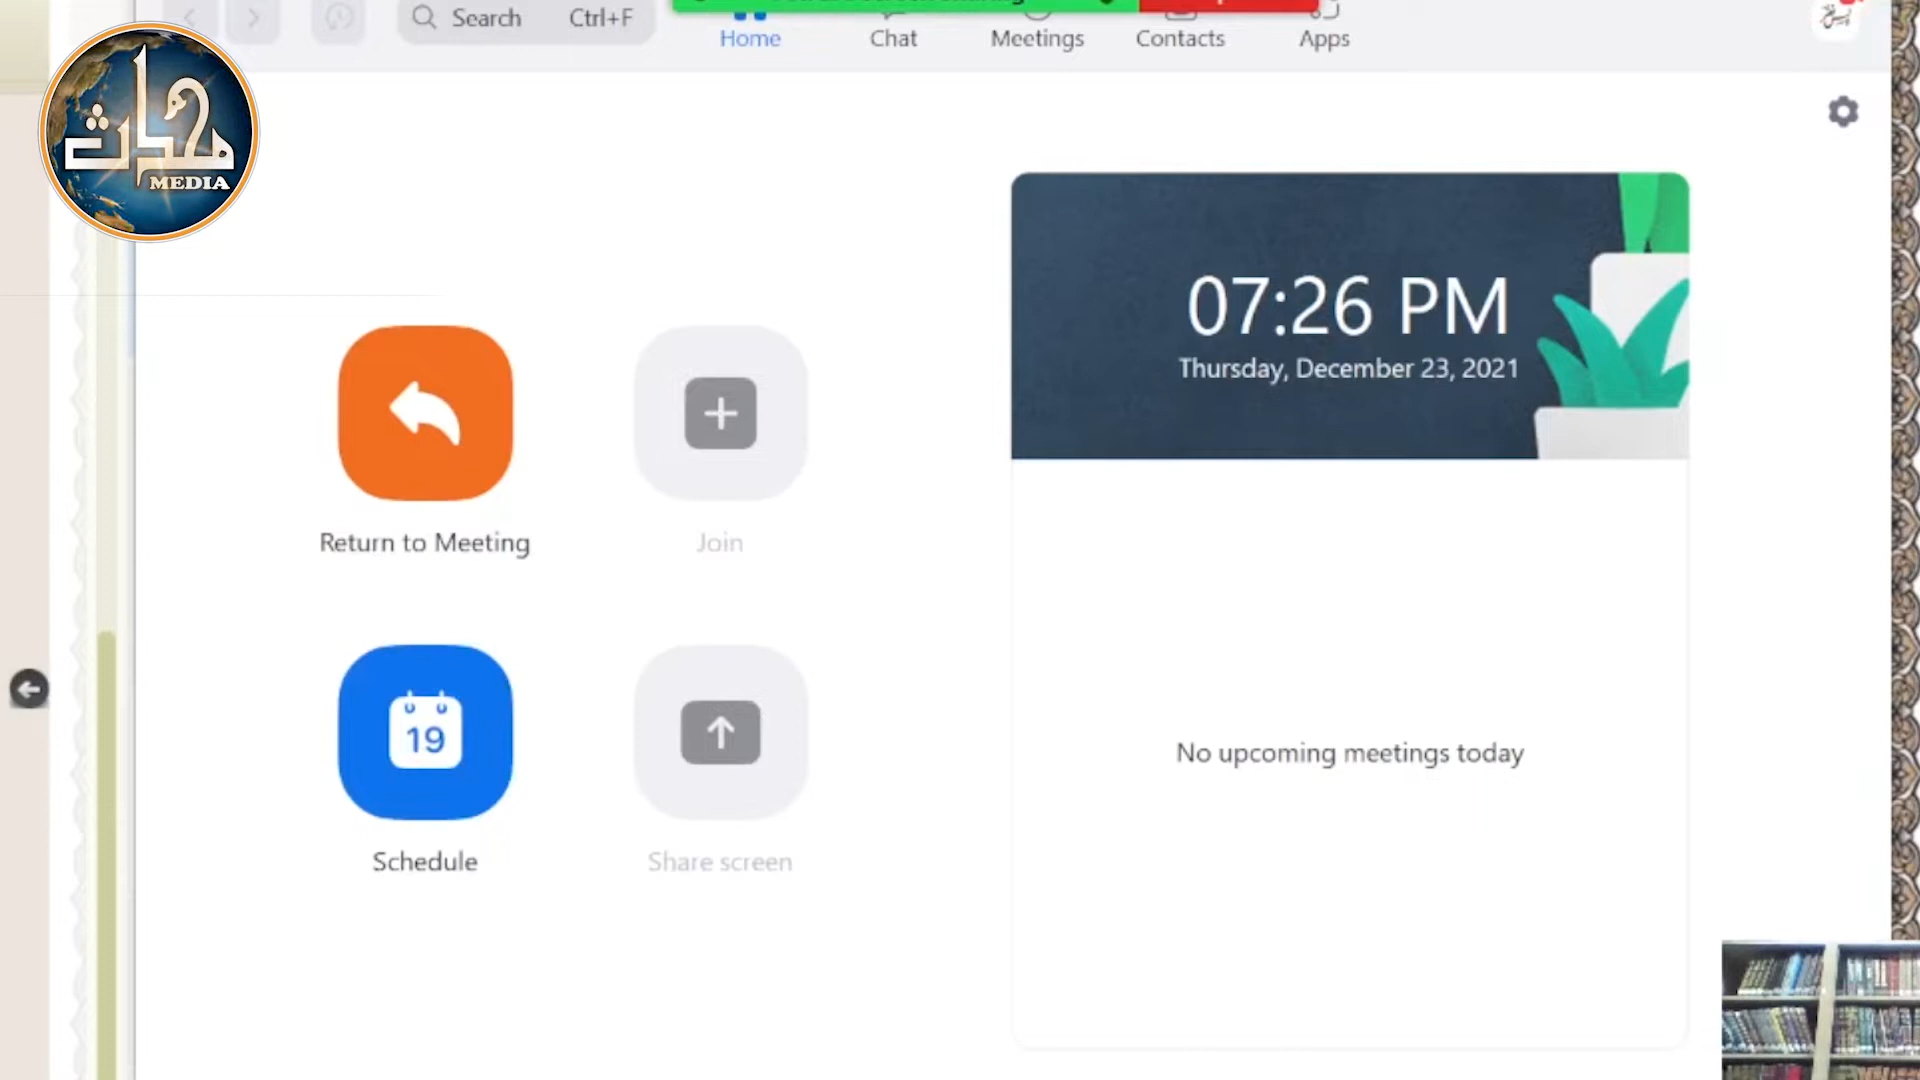 Search Ctrl+F
Home
Chat
Meetings
Contacts
Apps
MEDIA
07:26 PM
Thursday, December 23, 2021
Return to Meeting
Join
19
Schedule
Share screen
No upcoming meetings today